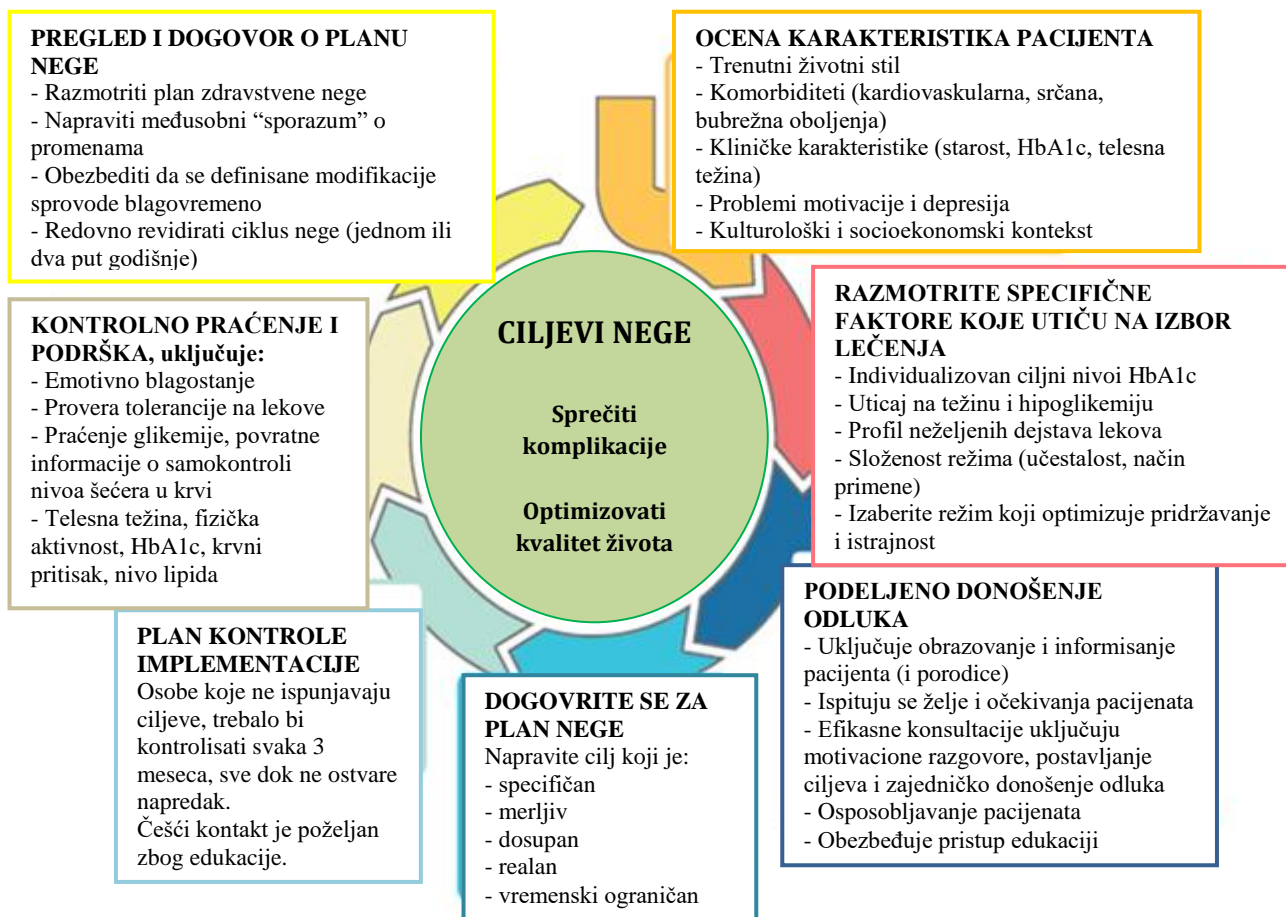 PREGLED I DOGOVOR O PLANU
NEGE
- Razmotriti plan zdravstvene nege
- Napraviti međusobni “sporazum” o
promenama
- Obezbediti da se definisane modifikacije
sprovode blagovremeno
- Redovno revidirati ciklus nege (jednom ili
dva put godišnje)
OCENA KARAKTERISTIKA PACIJENTA
- Trenutni životni stil
- Komorbiditeti (kardiovaskularna, srčana,
bubrežna oboljenja)
- Kliničke karakteristike (starost, HbA1c, telesna
težina)
- Problemi motivacije i depresija
- Kulturološki i socioekonomski kontekst
CILJEVI NEGE
Sprečiti
komplikacije
Optimizovati
kvalitet života
RAZMOTRITE SPECIFIČNE
FAKTORE KOJE UTIČU NA IZBOR
LEČENJA
- Individualizovan ciljni nivoi HbA1c
- Uticaj na težinu i hipoglikemiju
- Profil neželjenih dejstava lekova
- Složenost režima (učestalost, način
primene)
- Izaberite režim koji optimizuje pridržavanje
i istrajnost
PODELJENO DONOŠENJE
ODLUKA
- Uključuje obrazovanje i informisanje
pacijenta (i porodice)
- Ispituju se želje i očekivanja pacijenata
- Efikasne konsultacije uključuju
motivacione razgovore, postavljanje
ciljeva i zajedničko donošenje odluka
- Osposobljavanje pacijenata
- Obezbeđuje pristup edukaciji
DOGOVRITE SE ZA
PLAN NEGE
Napravite cilj koji je:
- specifičan
- merljiv
- dosupan
- realan
- vremenski ograničan
PLAN KONTROLE
IMPLEMENTACIJE
Osobe koje ne ispunjavaju
ciljeve, trebalo bi
kontrolisati svaka 3
meseca, sve dok ne ostvare
napredak.
Češći kontakt je poželjan
zbog edukacije.
KONTROLNO PRAĆENJE I
PODRŠKA, uključuje:
- Emotivno blagostanje
- Provera tolerancije na lekove
- Praćenje glikemije, povratne
informacije o samokontroli
nivoa šećera u krvi
- Telesna težina, fizička
aktivnost, HbA1c, krvni
pritisak, nivo lipida